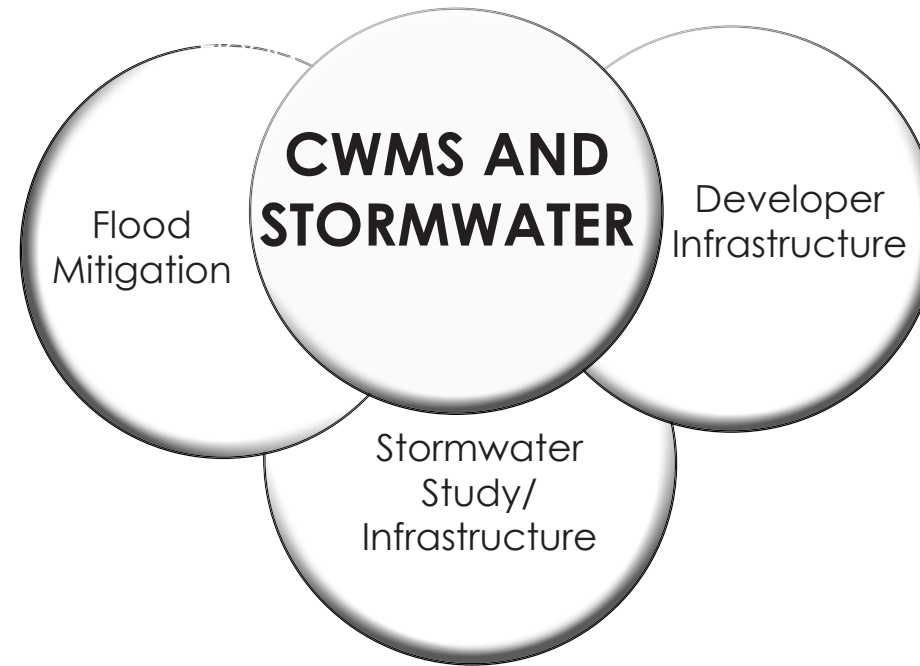 CWMS AND
STORMWATER
Flood
Mitigation
Developer
Infrastructure
Stormwater
Study/
Infrastructure